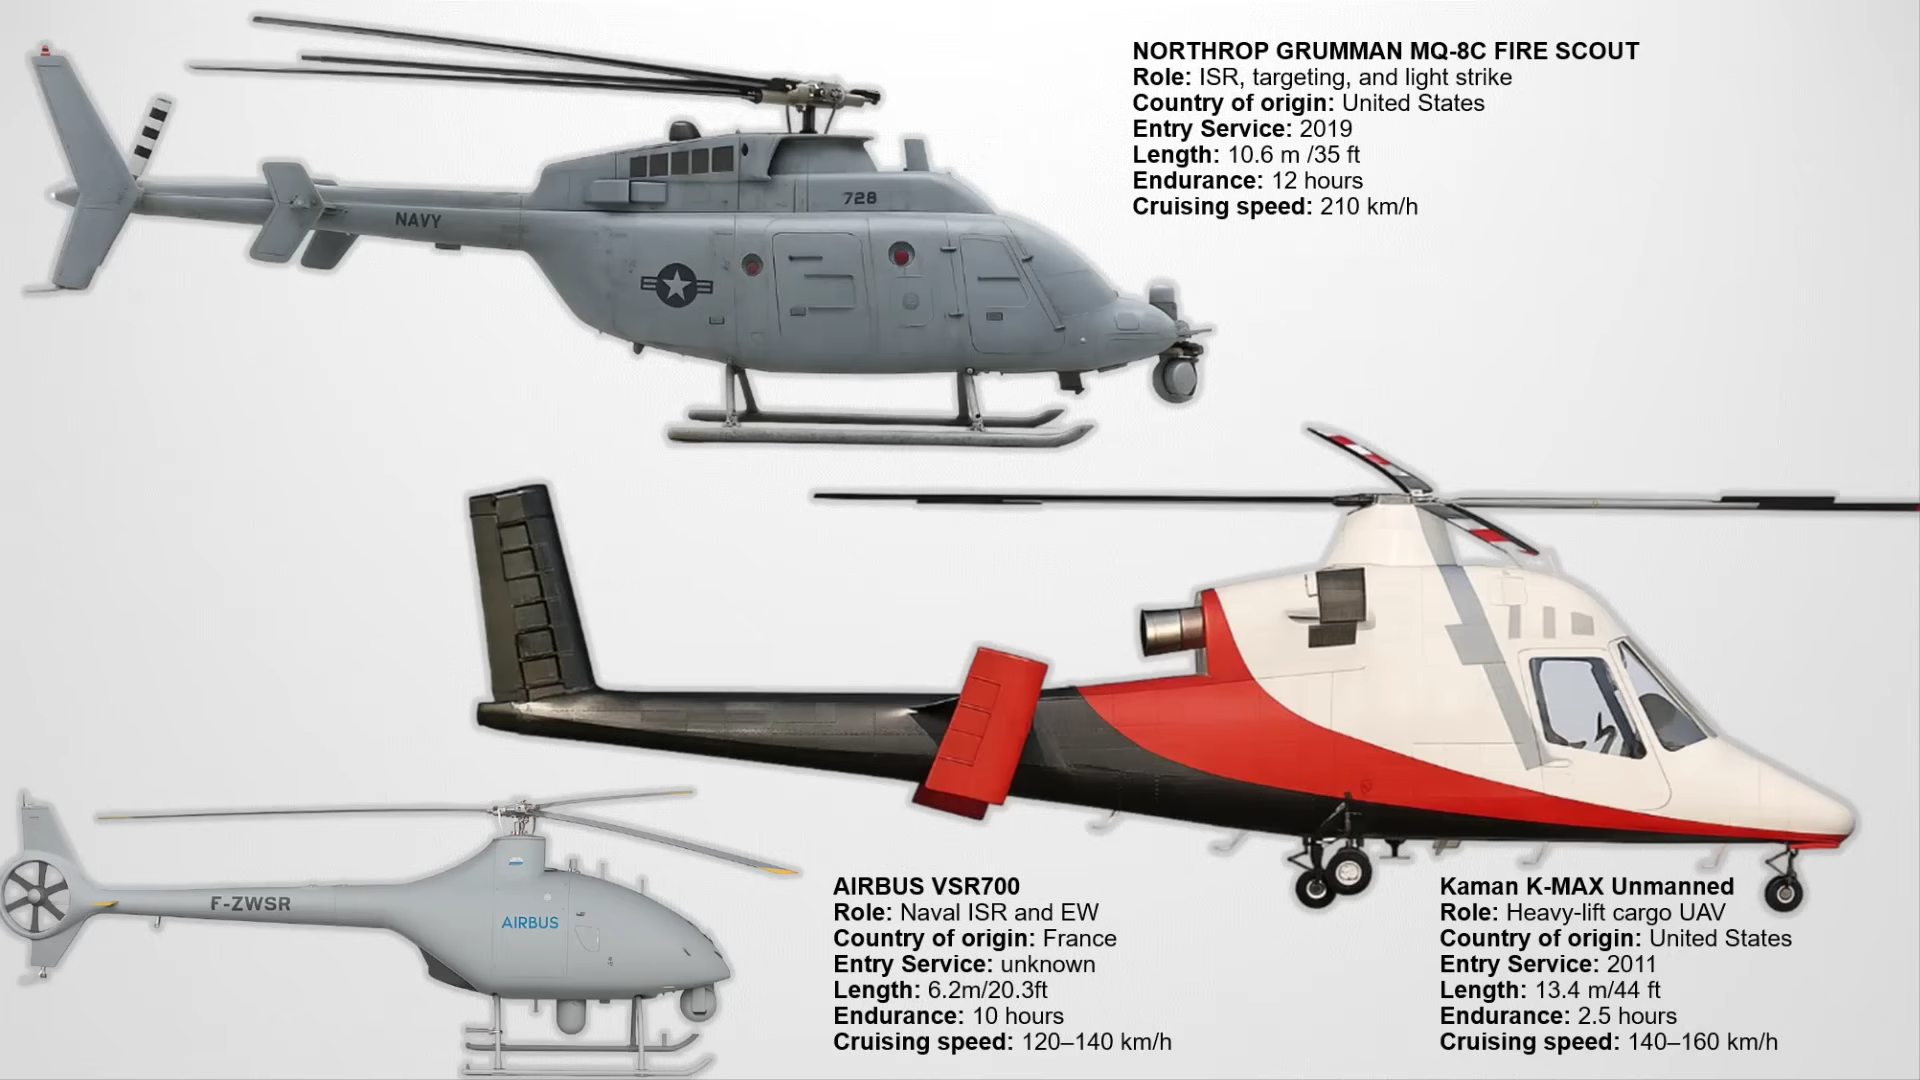 NORTHROP GRUMMAN MQ-8C FIRE SCOUT
Role: ISR, targeting, and light strike
Country of origin: United States
Entry Service: 2019
Length: 10.6 m /35 ft
Endurance: 12 hours
Cruising speed: 210 km/h
728
NAVY
F-ZWSR
AIRBUS
AIRBUS VSR700
Role: Naval ISR and EW
Country of origin: France
Entry Service: unknown
Length: 6.2m/20.3ft
Endurance: 10 hours
Cruising speed: 120–140 km/h
Kaman K-MAX Unmanned
Role: Heavy-lift cargo UAV
Country of origin: United States
Entry Service: 2011
Length: 13.4 m/44 ft
Endurance: 2.5 hours
Cruising speed: 140–160 km/h